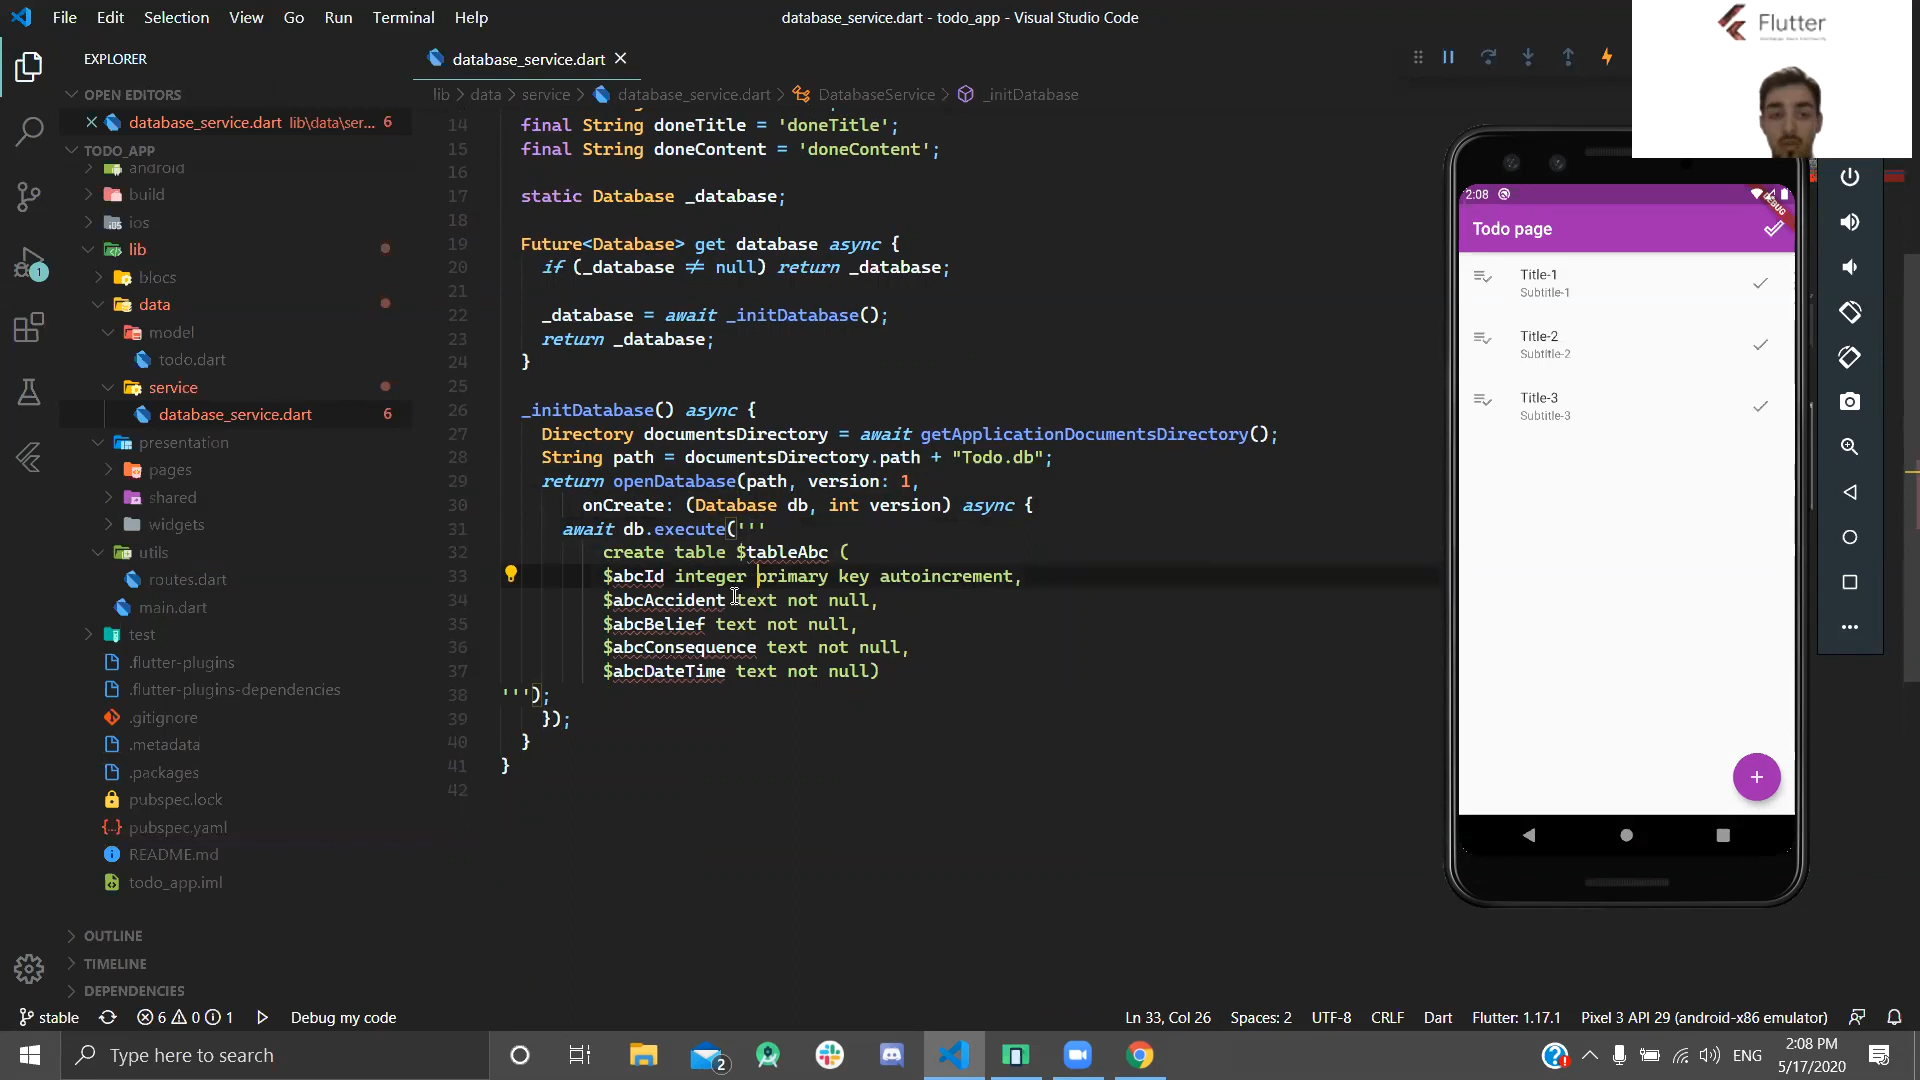 File Edit Selection View Go Run Terminal Help
database_service.dart - todo_app - Visual Studio Code
Flutter
EXPLORER
OPEN EDITORS
database_service.dart lib\data\ser... 6
TODO_APP
android
build
ios
lib
blocs
data
model
todo.dart
service
database_service.dart 6
presentation
pages
shared
widgets
utils
routes.dart
main.dart
test
.flutter-plugins
.flutter-plugins-dependencies
.gitignore
.metadata
.packages
pubspec.lock
pubspec.yaml
README.md
todo_app.iml
OUTLINE
TIMELINE
DEPENDENCIES
1
database_service.dart
lib > data > service > database_service.dart > DatabaseService > _initDatabase
14 final String doneTitle = 'doneTitle';
15 final String doneContent = 'doneContent';
16
17 static Database _database;
18
19 Future<Database> get database async {
20 if (_database ≠ null) return _database;
21
22 _database = await _initDatabase();
23 return _database;
24 }
25
26 _initDatabase() async {
27 Directory documentsDirectory = await getApplicationDocumentsDirectory();
28 String path = documentsDirectory.path + "Todo.db";
29 return openDatabase(path, version: 1,
30 onCreate: (Database db, int version) async {
31 await db.execute('''
32 create table $tableAbc (
33 $abcId integer primary key autoincrement,
34 $abcAccident text not null,
35 $abcBelief text not null,
36 $abcConsequence text not null,
37 $abcDateTime text not null)
38 ''');
39 });
40 }
41 }
42
2:08
DEBUG
Todo page
Title-1
Subtitle-1
Title-2
Subtitle-2
Title-3
Subtitle-3
stable 6 0 1 Debug my code
Ln 33, Col 26 Spaces: 2 UTF-8 CRLF Dart Flutter: 1.17.1 Pixel 3 API 29 (android-x86 emulator)
Type here to search
2
ENG
2:08 PM
5/17/2020